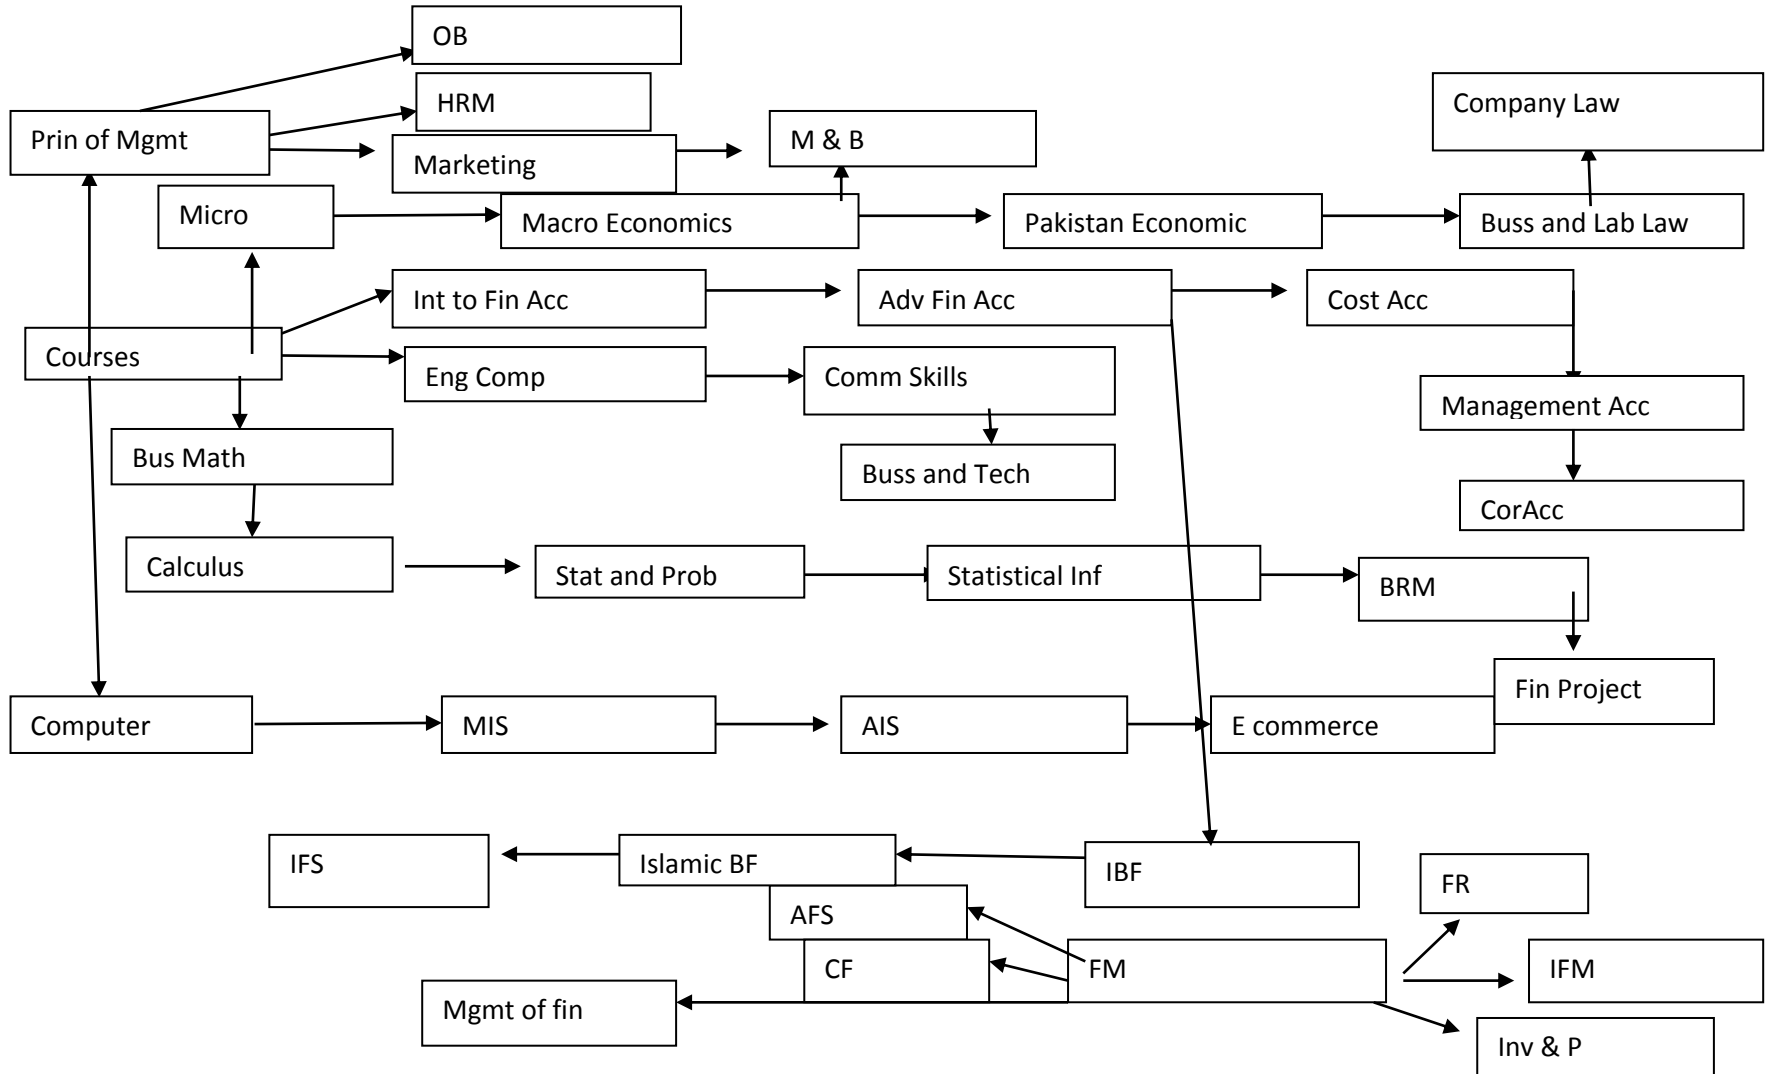 OB
HRM
Company Law
Prin of Mgmt
M & B
Marketing
Micro
Macro Economics
Pakistan Economic
Buss and Lab Law
Int to Fin Acc
Adv Fin Acc
Cost Acc
Courses
Eng Comp
Comm Skills
Management Acc
Bus Math
Buss and Tech
CorAcc
Calculus
Stat and Prob
Statistical Inf
BRM
Fin Project
Computer
MIS
AIS
E commerce
IFS
Islamic BF
IBF
FR
AFS
CF
FM
IFM
Mgmt of fin
Inv & P